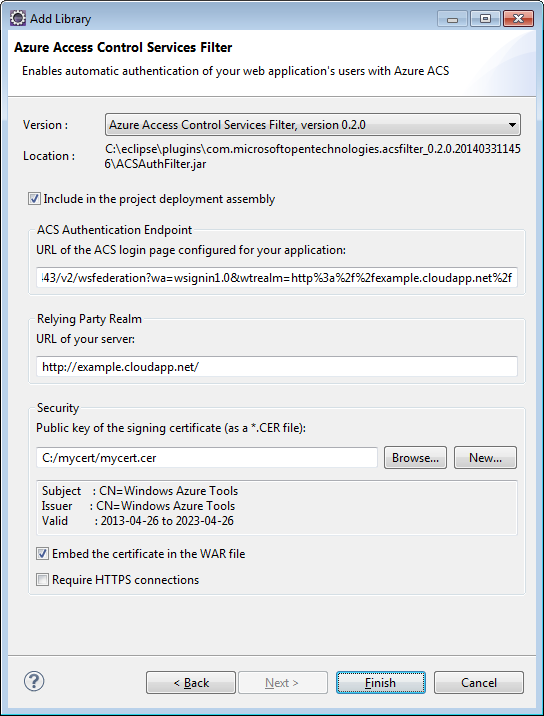 Add Library
Azure Access Control Services Filter
Enables automatic authentication of your web application's users with Azure ACS
Version : Azure Access Control Services Filter, version 0.2.0
Location : C:\eclipse\plugins\com.microsoftopentechnologies.acsfilter_0.2.0.20140331145
6\ACSAuthFilter.jar
Include in the project deployment assembly
ACS Authentication Endpoint
URL of the ACS login page configured for your application:
43/v2/wsfederation?wa=wsignin1.0&wtrealm=http%3a%2f%2fexample.cloudapp.net%2f
Relying Party Realm
URL of your server:
http://example.cloudapp.net/
Security
Public key of the signing certificate (as a *.CER file):
C:/mycert/mycert.cer Browse... New...
Subject : CN=Windows Azure Tools
Issuer : CN=Windows Azure Tools
Valid : 2013-04-26 to 2023-04-26
Embed the certificate in the WAR file
Require HTTPS connections
? < Back Next > Finish Cancel